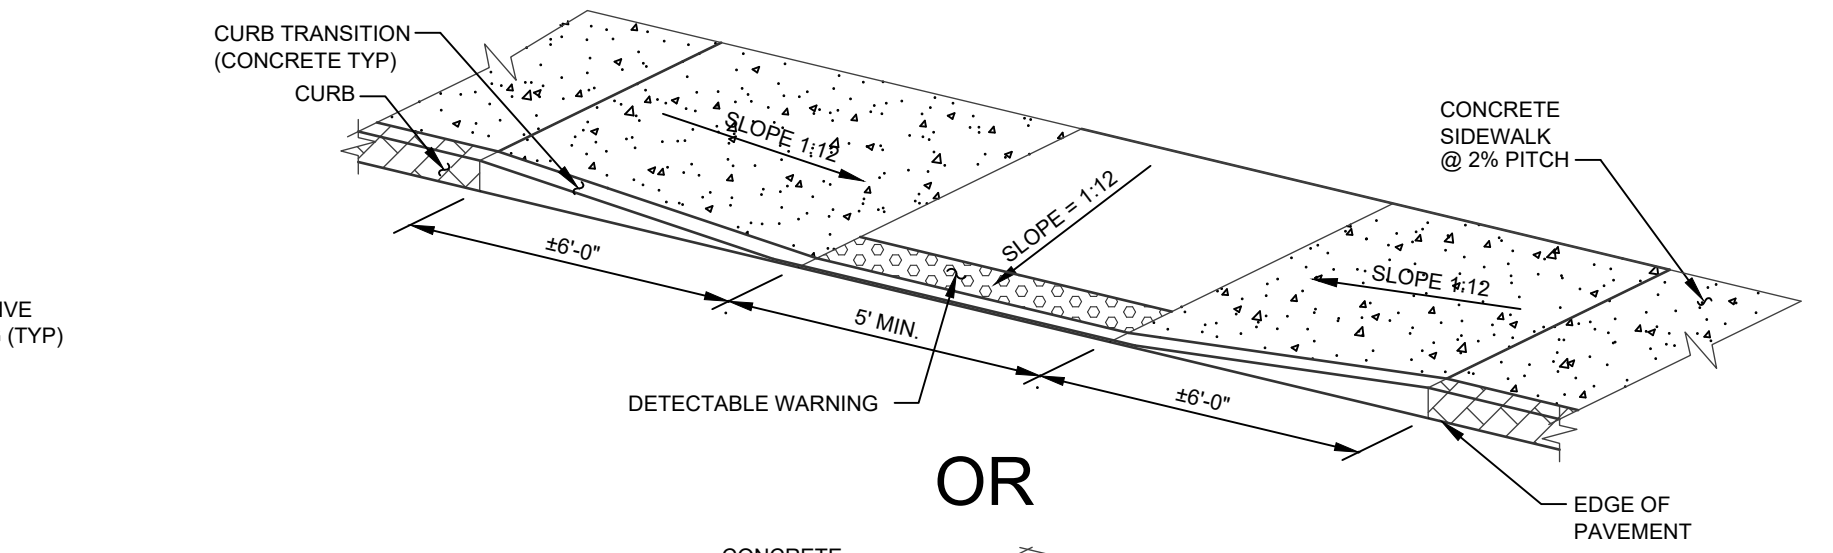 CURB TRANSITION
(CONCRETE TYP)
CURB
SLOPE 1:12
SLOPE = 1:12
CONCRETE
SIDEWALK
@ 2% PITCH
SLOPE 1:12
±6'-0"
5' MIN.
±6'-0"
(TYP)
DETECTABLE WARNING
OR
EDGE OF
PAVEMENT
CONCRETE